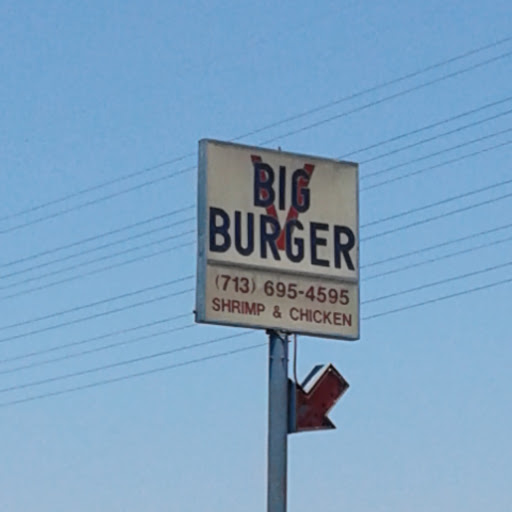 BIG
V
BURGER
(713) 695-4595
SHRIMP & CHICKEN